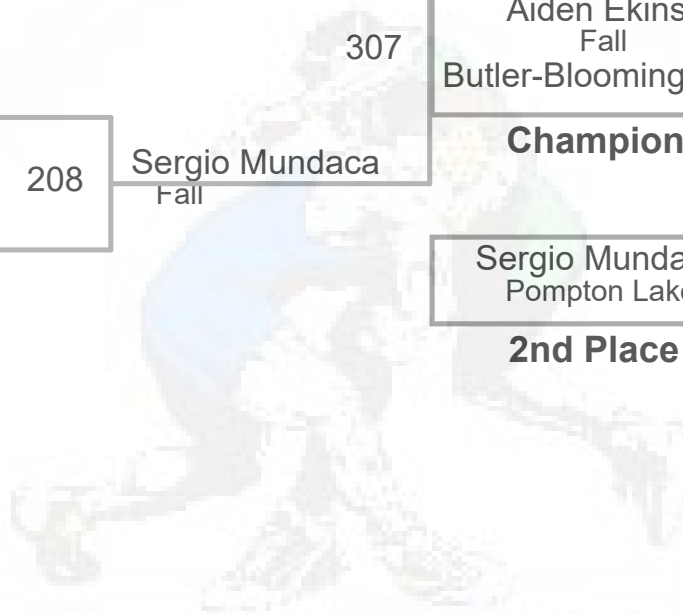 Aiden Ekins
307
Fall
Butler-Blooming
Champion
Sergio Mundaca
208
Fall
Sergio Munda
Pompton Lak
2nd Place